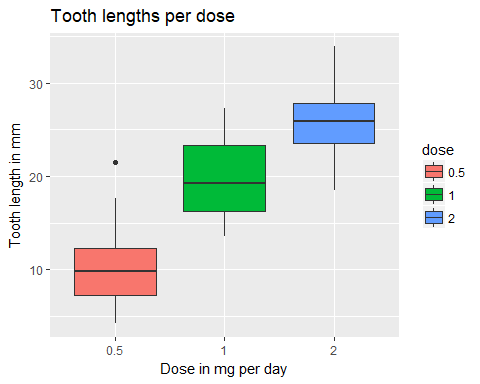 Tooth lengths per dose
Tooth length in mm
30
20
10
0.5
1
2
Dose in mg per day
dose
0.5
1
2